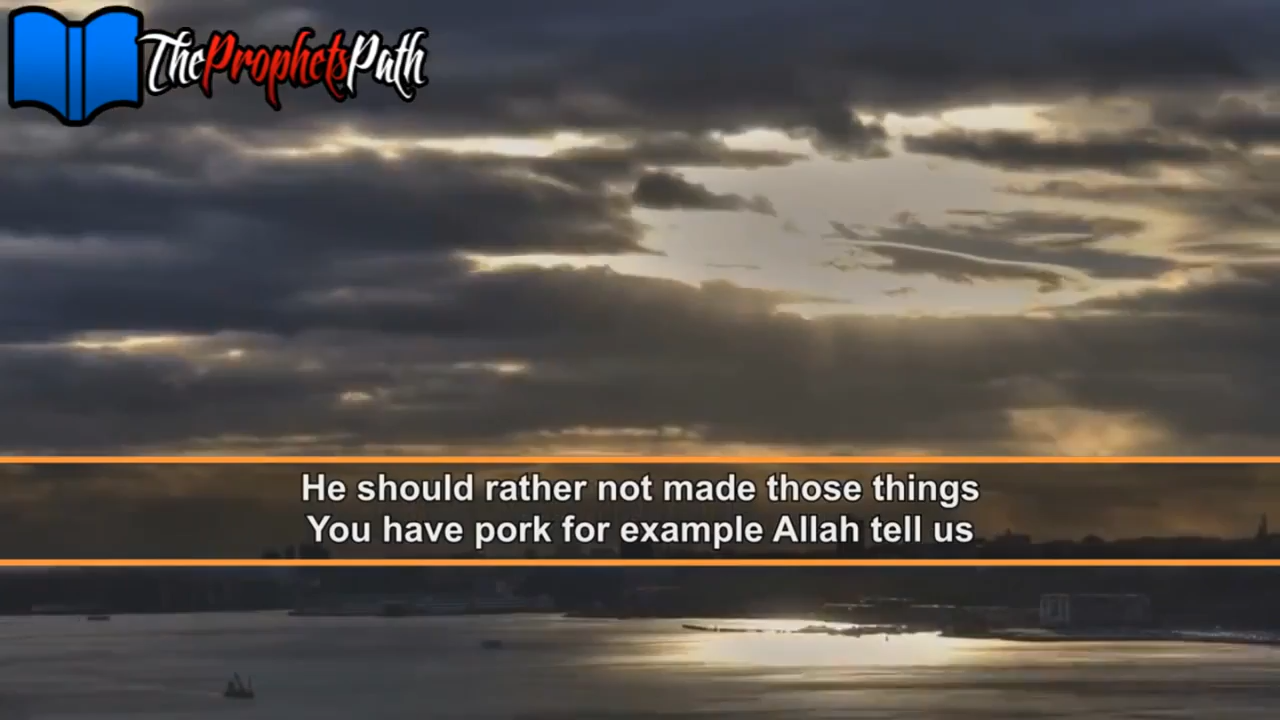 TheProphetsPath
He should rather not made those things
You have pork for example Allah tell us